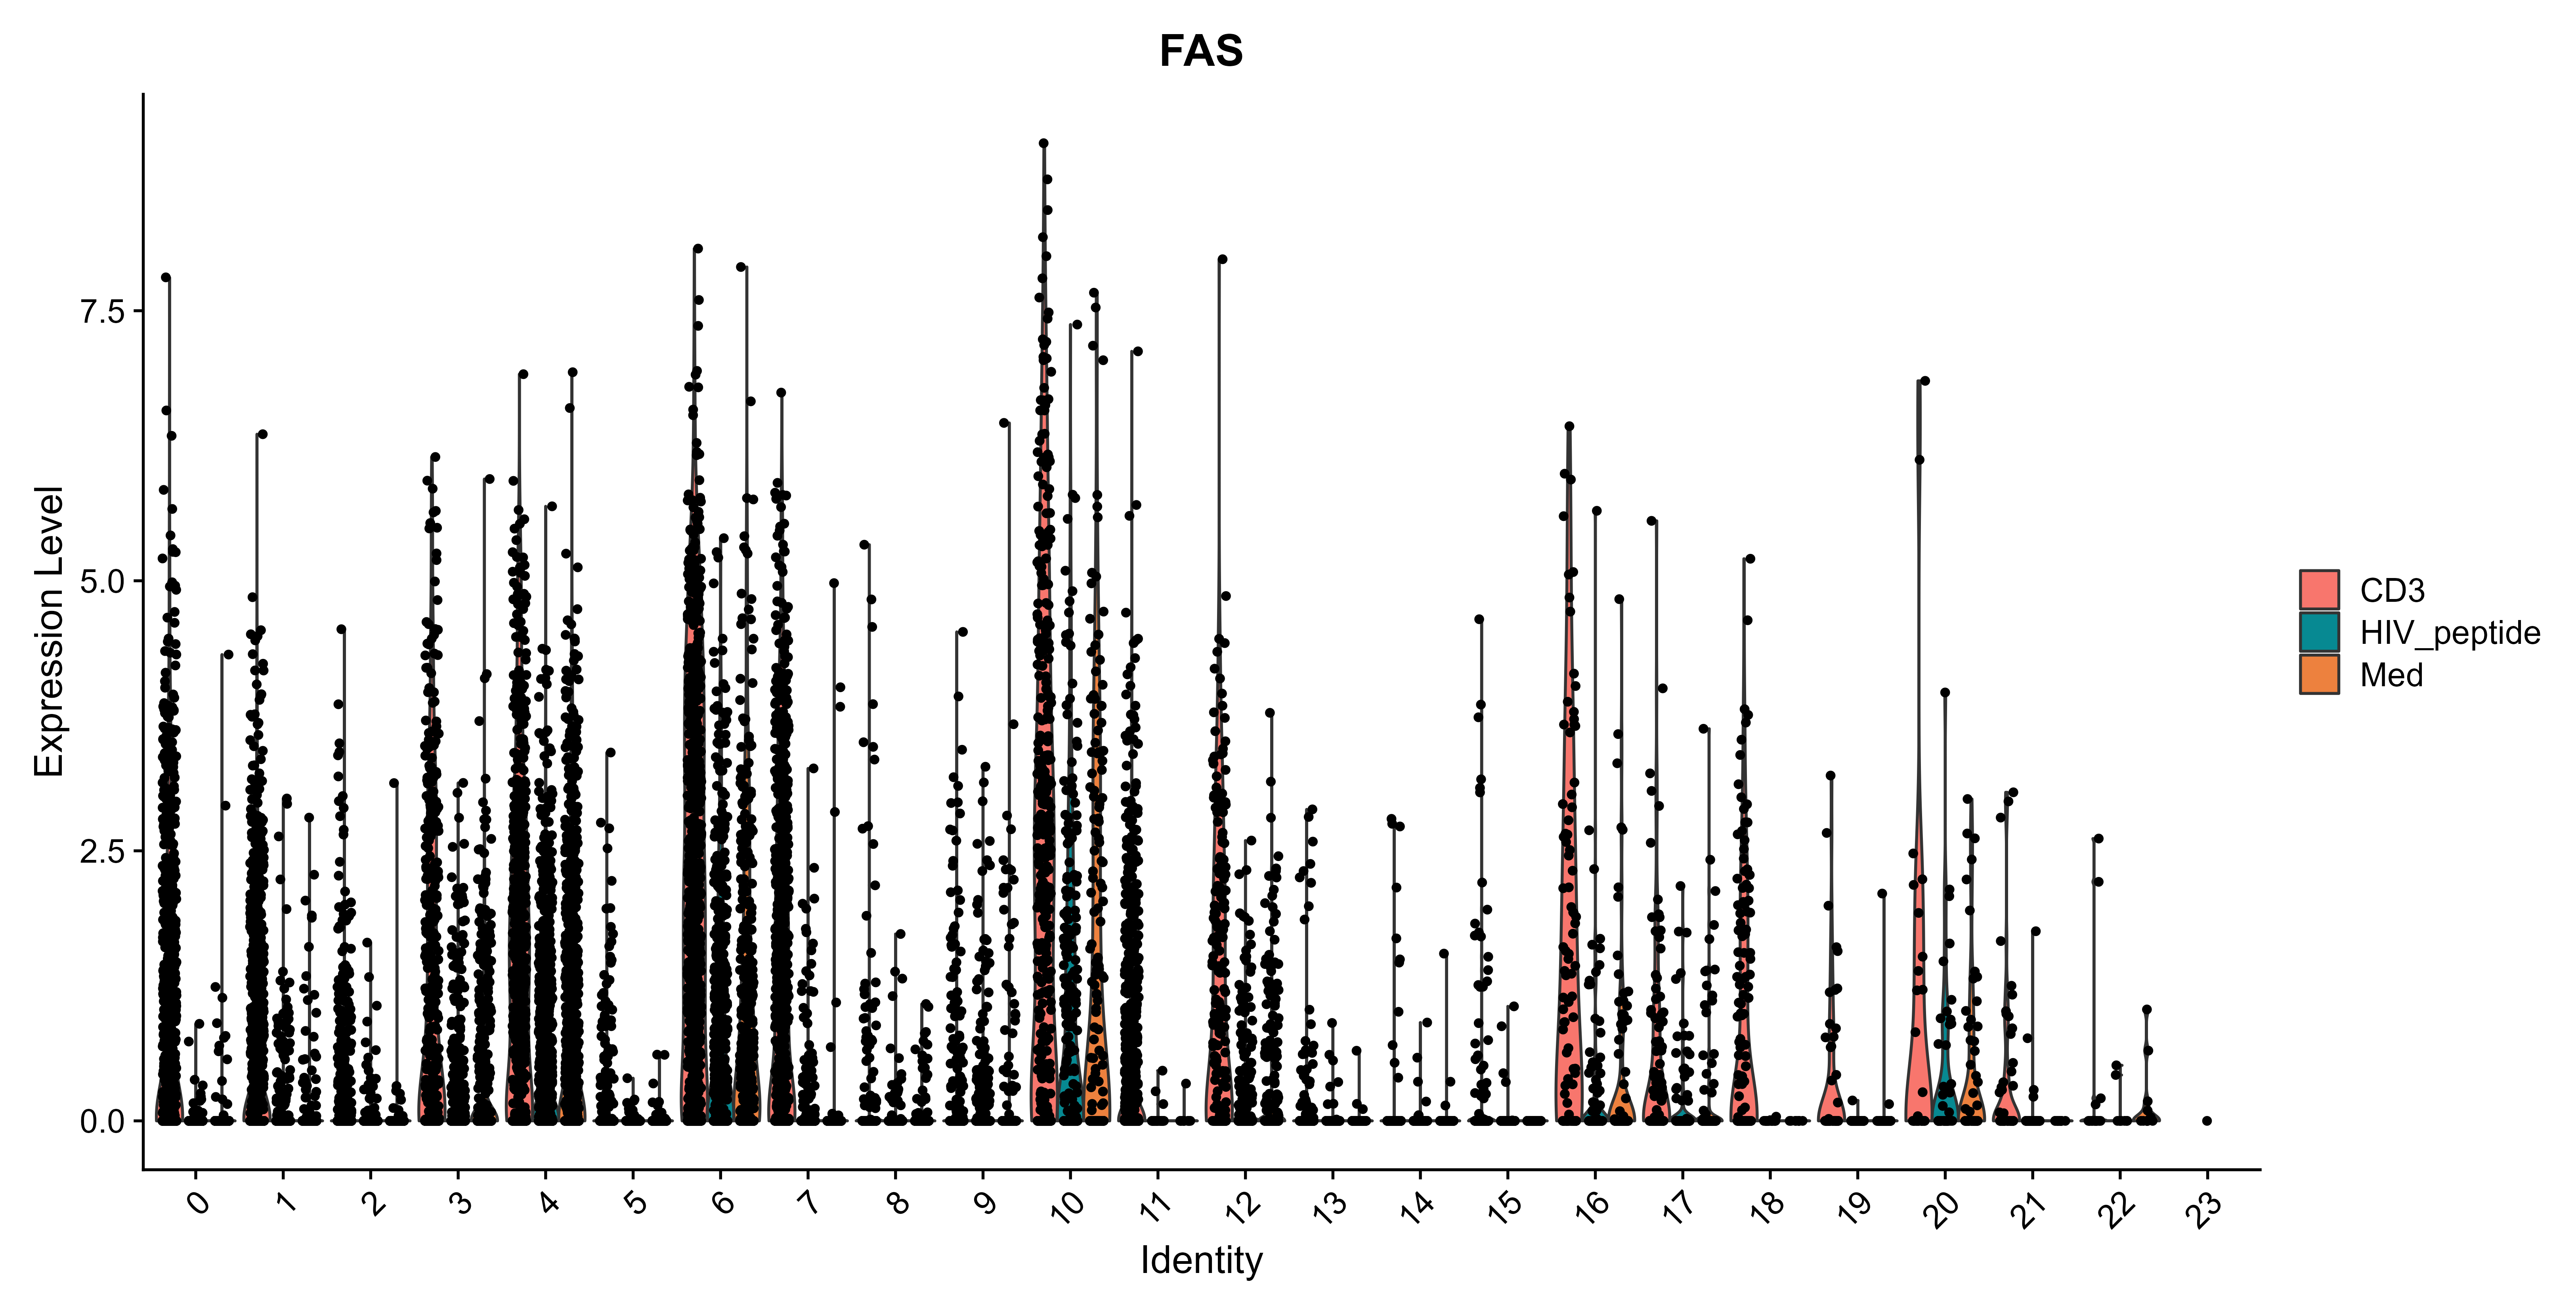 FAS
Expression Level
7.5
5.0
2.5
0.0
0 1 2 3 4 5 6 7 8 9 10 11 12 13 14 15 16 17 18 19 20 21 22 23
Identity
CD3
HIV_peptide
Med